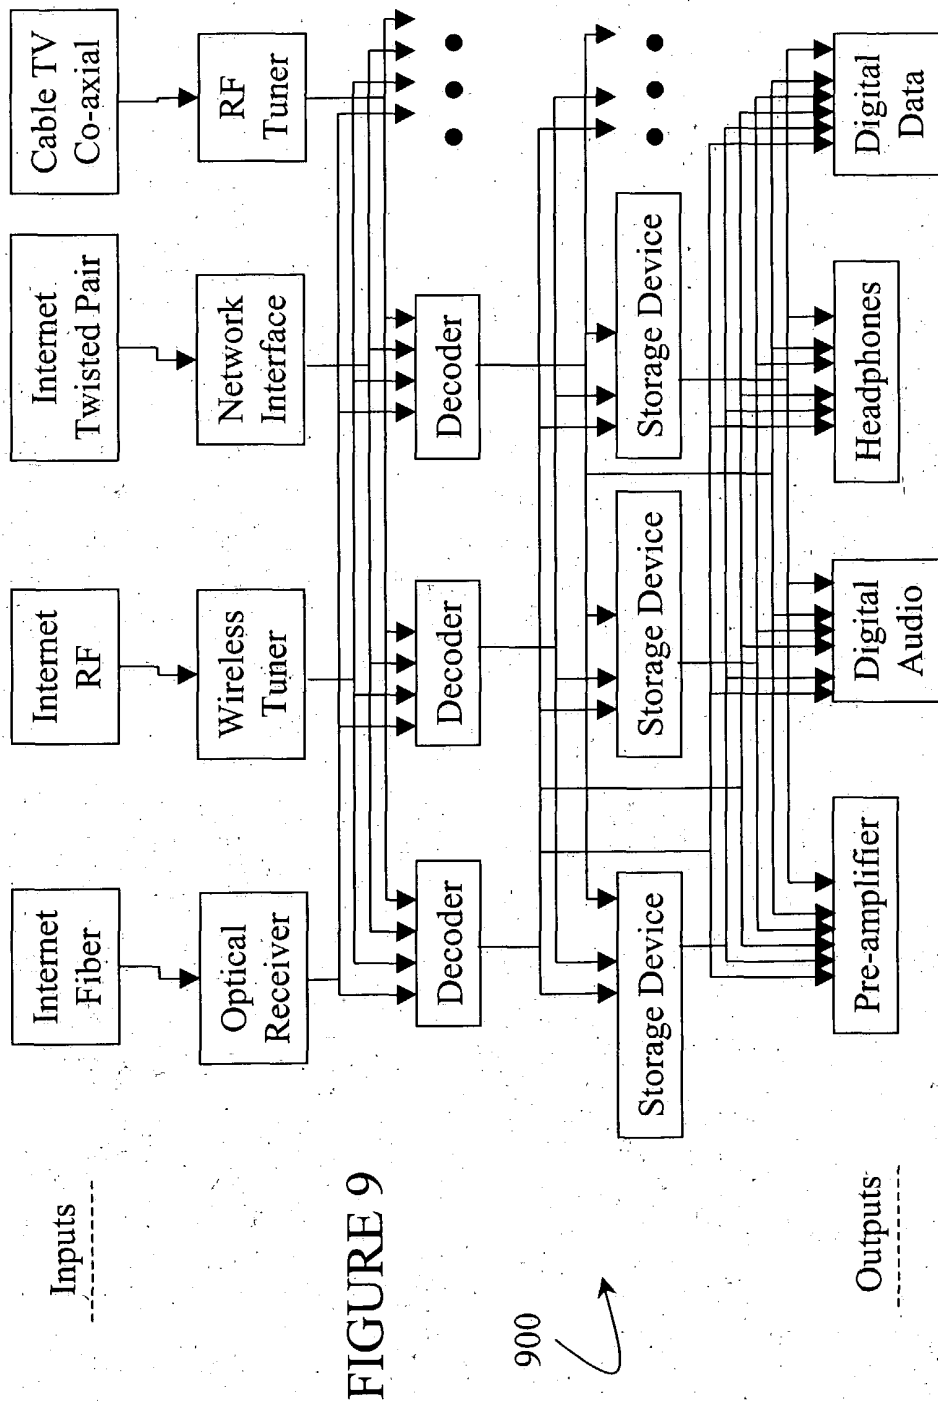 Inputs
Internet
Fiber
Internet
RF
Internet
Twisted Pair
Cable TV
Co-axial
Optical
Receiver
Wireless
Tuner
Network
Interface
RF
Tuner
FIGURE 9
Decoder
Decoder
Decoder
900
Storage Device
Storage Device
Storage Device
Outputs
Pre-amplifier
Digital
Audio
Headphones
Digital
Data